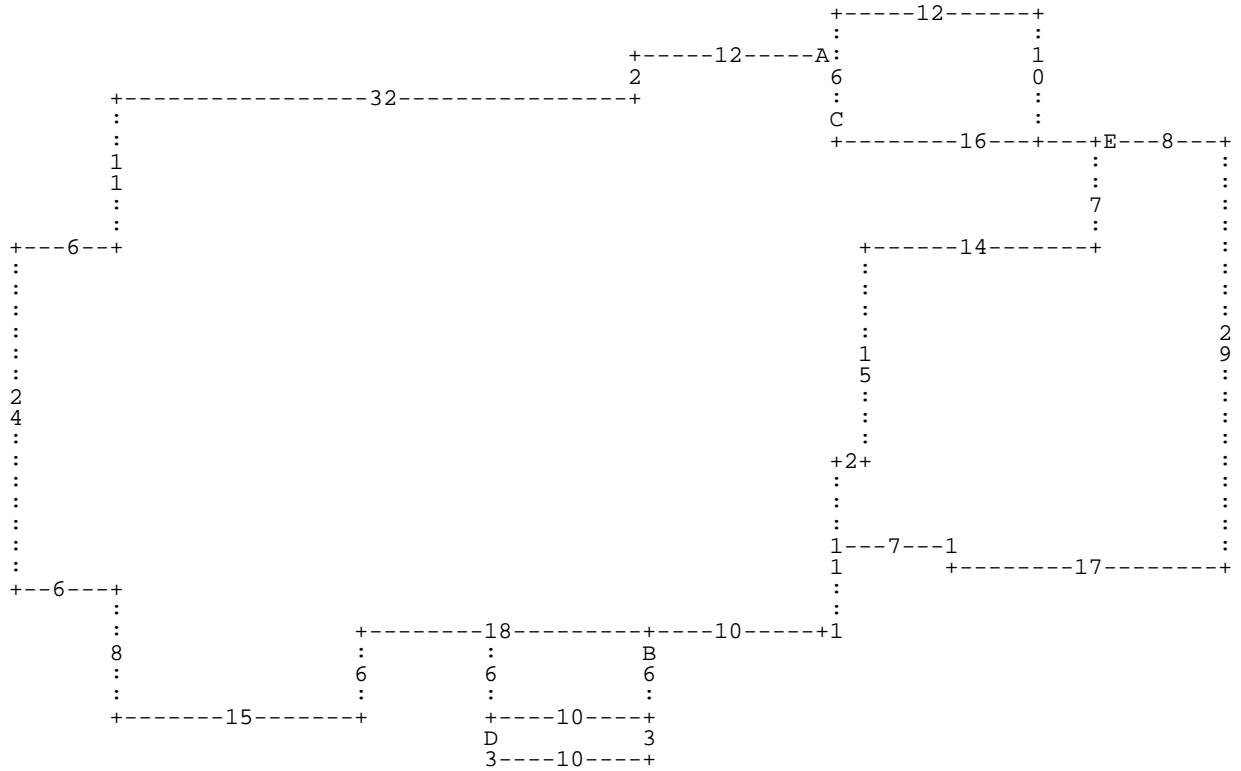 +-----12------+
                                                         :             :
                                           +-----12-----A:             1
                                           2             6             0
       +-----------------32----------------+             :             :
       :                                                 C             :
       :                                                 +--------16---+---+E---8---+
       1                                                                   :        :
       1                                                                   :        :
       :                                                                   7        :
       :                                                                   :        :
+---6--+                                                   +------14-------+        :
:                                                          :                        :
:                                                          :                        :
:                                                          :                        :
:                                                          :                        2
:                                                          1                        9
:                                                          5                        :
2                                                          :                        :
4                                                          :                        :
:                                                          :                        :
:                                                        +2+                        :
:                                                        :                          :
:                                                        :                          :
:                                                        :                          :
:                                                        1---7---1                  :
:                                                        1       +--------17--------+
+--6---+                                                 :
       :                                                 :
       :                +--------18---------+----10-----+1
       8                :        :          B
       :                6        6          6
       :                :        :          :
       +-------15-------+        +----10----+
                                 D          3
                                 3----10----+